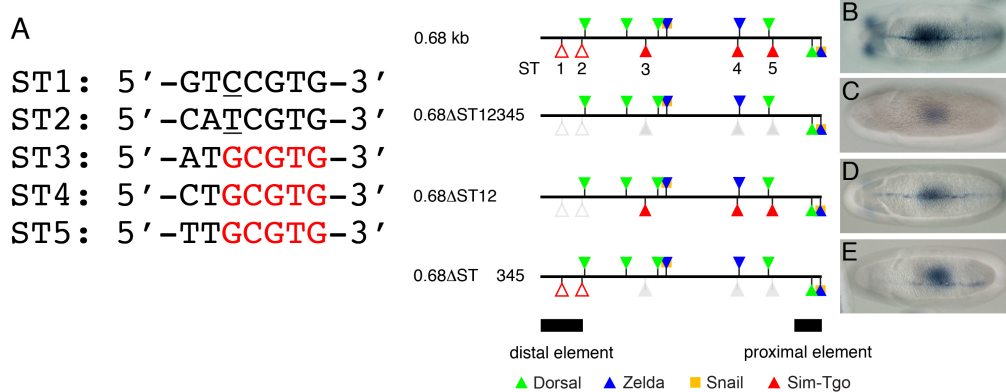 A
ST1: 5′-GTCCGTG-3′
ST2: 5′-CATCGTG-3′
ST3: 5′-ATGCGTG-3′
ST4: 5′-CTGCGTG-3′
ST5: 5′-TTGCGTG-3′
0.68 kb
ST 1 2 3 4 5
0.68ΔST12345
0.68ΔST12
0.68ΔST 345
distal element proximal element
Dorsal Zelda Snail Sim-Tgo
B
C
D
E